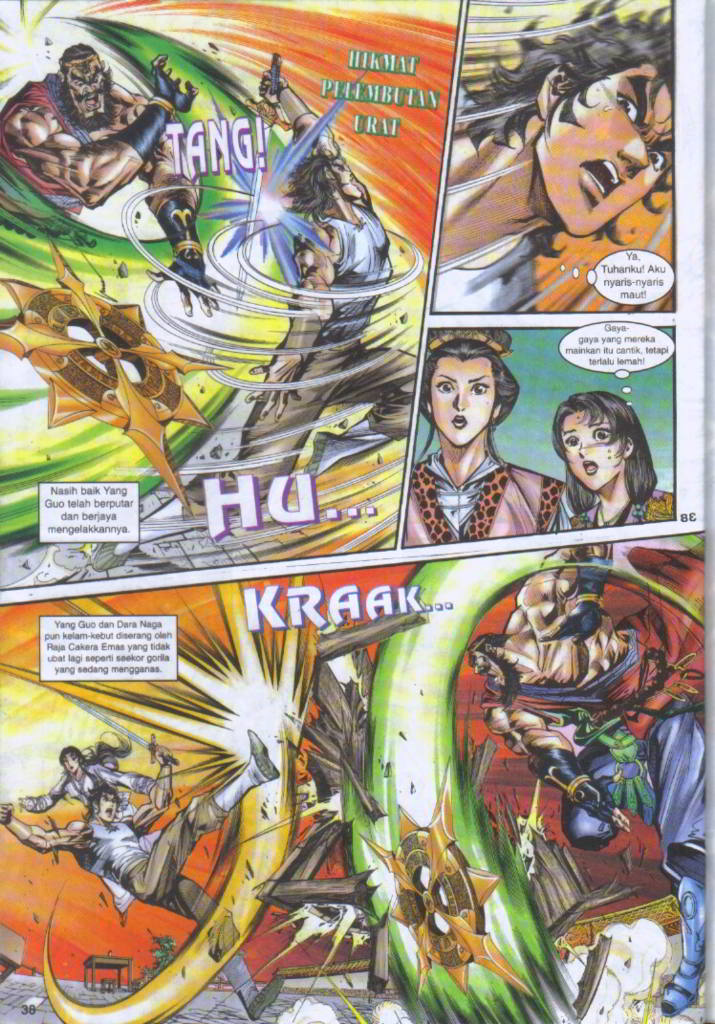 HIKMAT
PELEMBUTAN
URAT
TANG!
Ya,
Tuhanku! Aku
nyaris-nyaris
maut!
Gaya-
gaya yang mereka
mainkan itu cantik, tetapi
terlalu lemah!
Nasih baik Yang
Guo telah berputar
dan berjaya
mengelakkannya.
HU...
38
KRAAK...
Yang Guo dan Dara Naga
pun kelam-kebut diserang oleh
Raja Cakera Emas yang tidak
ubat lagi seperti seekor gorila
yang sedang mengganas.
38